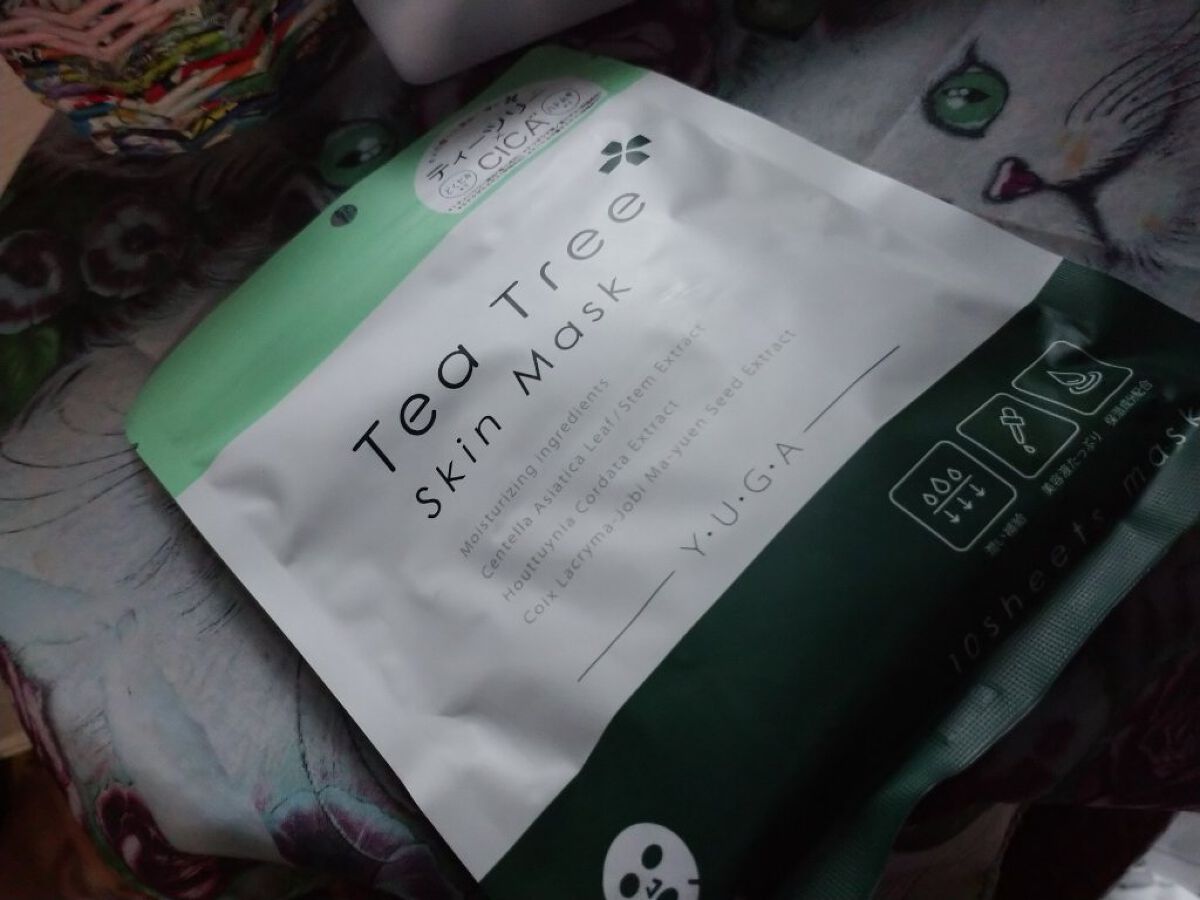 ティーツリー
CICA
Tea Tree
Skin Mask
Moisturizing Ingredients
Centella Asiatica Leaf / Stem Extract
Houttuynia Cordata Extract
Coix Lacryma-Jobi Ma-yuen Seed Extract
Y・U・G・A
潤い補給
美容液たっぷり
保湿成分配合
10sheets mask